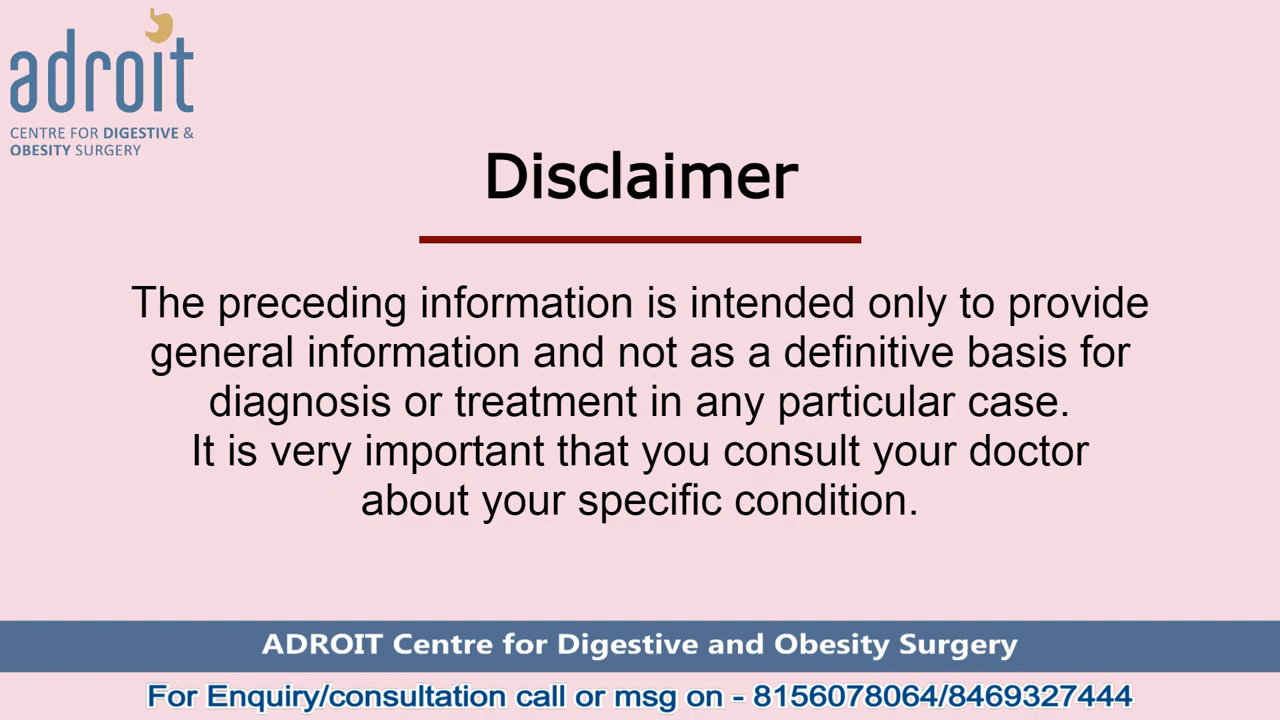 adroit
CENTRE FOR DIGESTIVE &
OBESITY SURGERY
Disclaimer
The preceding information is intended only to provide
general information and not as a definitive basis for
diagnosis or treatment in any particular case.
It is very important that you consult your doctor
about your specific condition.
ADROIT Centre for Digestive and Obesity Surgery
For Enquiry/consultation call or msg on - 8156078064/8469327444